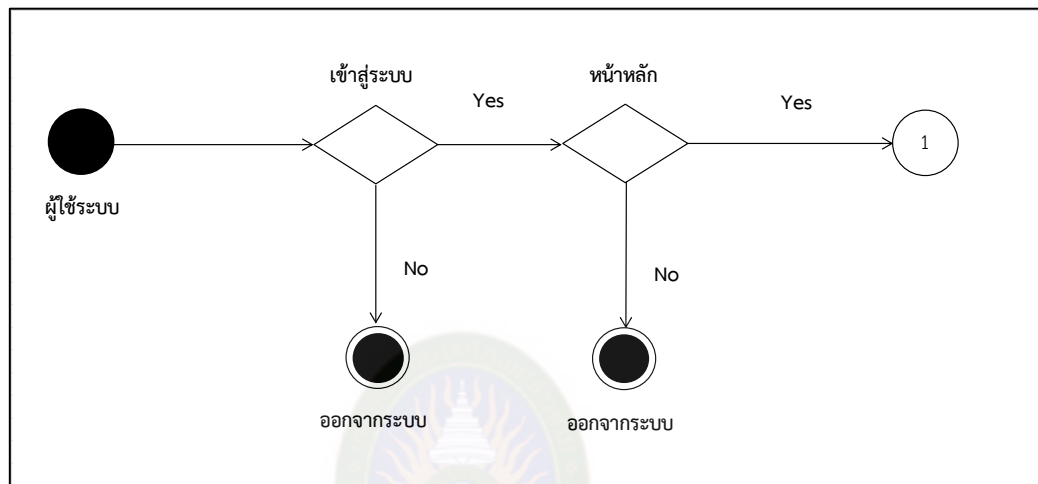 เข้าสู่ระบบ
หน้าหลัก
Yes
Yes
1
ผู้ใช้ระบบ
No
No
ออกจากระบบ
ออกจากระบบ